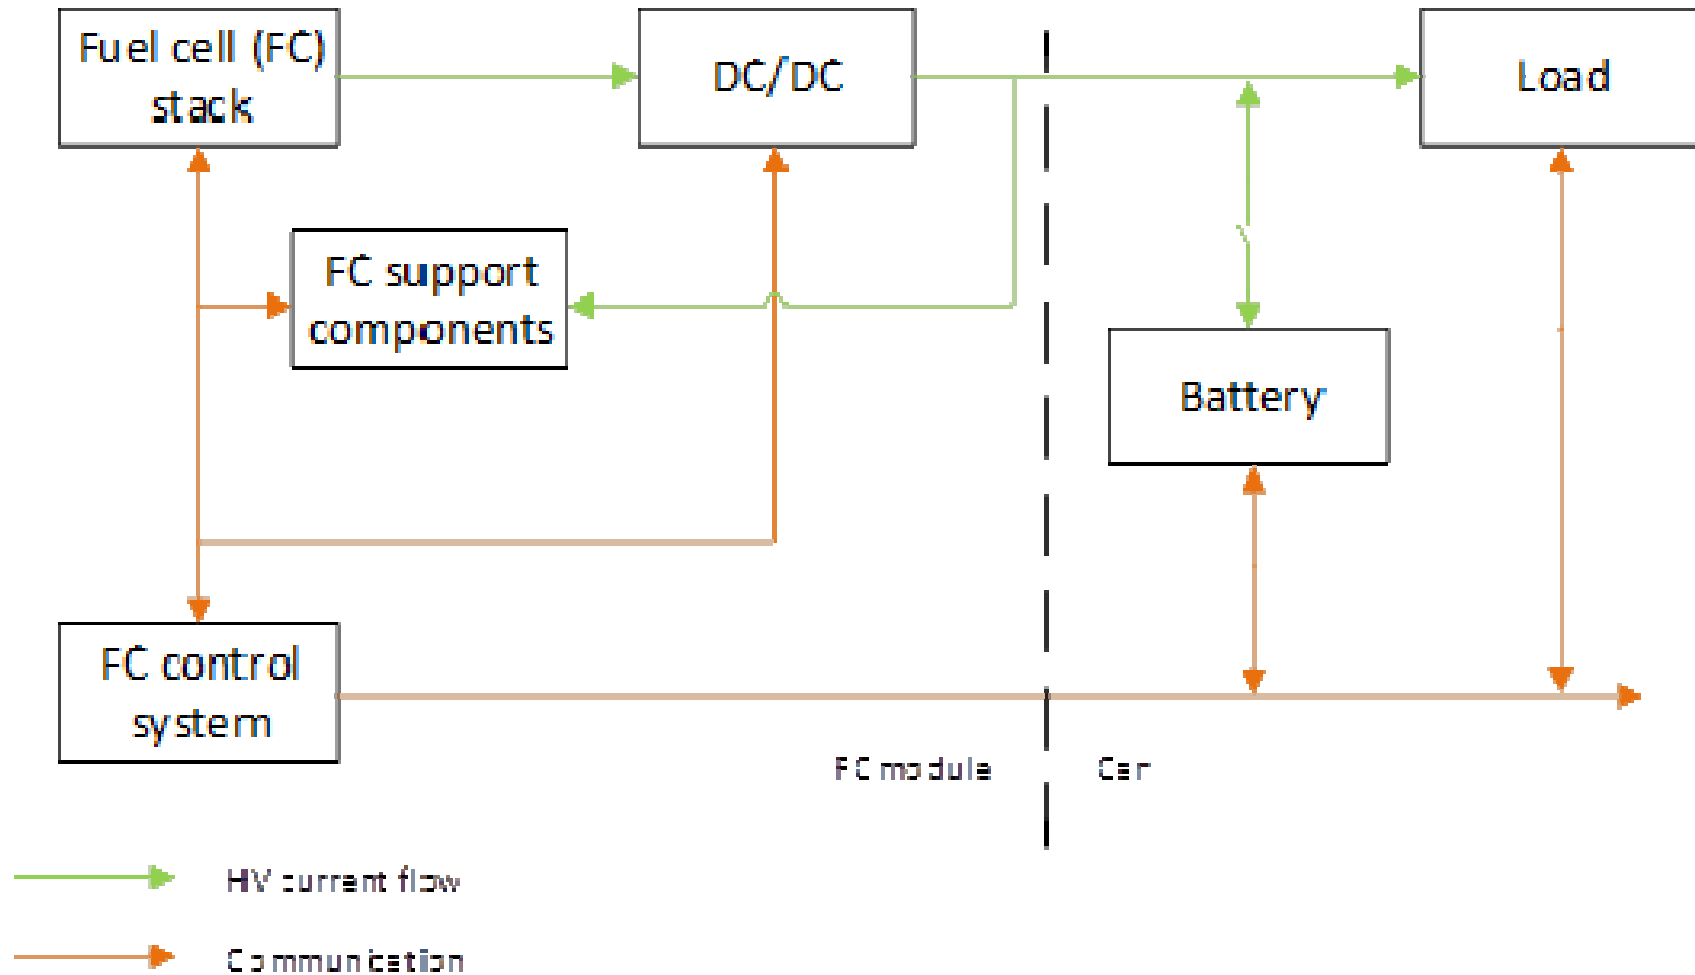 Fuel cell (FC)
stack
DC/DC
Load
FC support
components
Battery
FC control
system
FC module
Car
HV current flow
Communication